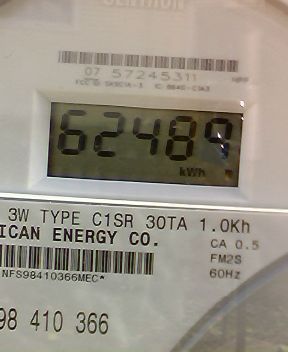 CENTRON
07 57245311
62489
kWh
3W TYPE C1SR 30TA 1.0Kh
ICAN ENERGY CO.
CA 0.5
FM2S
60Hz
NFS98410366MEC*
98 410 366